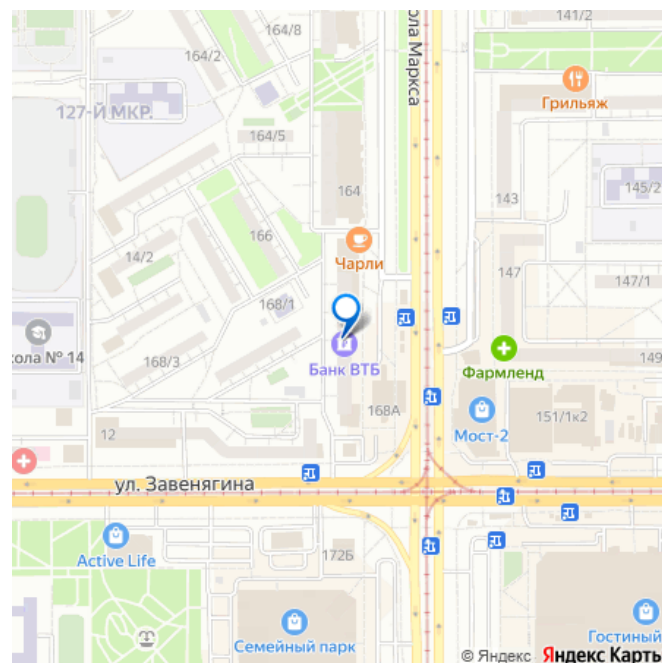 141/2
164/8
164/2
ола Маркса
Грильяж
127-Й МКР.
164/5
164
143
145/2
166
14/2
Чарли
147
147/1
168/1
кола № 14
168/3
Банк ВТБ
Фармленд
149
168А
Мост-2
151/1к2
12
ул. Завенягина
Active Life
172Б
Семейный парк
Гостиный
© Яндекс Яндекс Карть